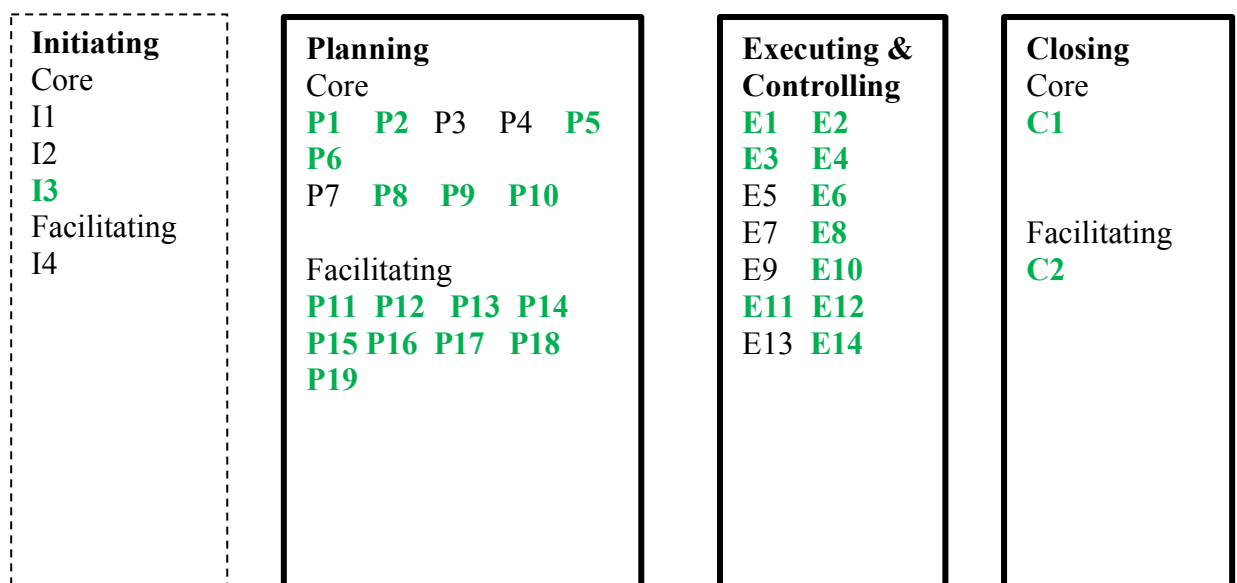 Initiating
Core
I1
I2
I3
Facilitating
I4
Planning
Core
P1 P2 P3 P4 P5
P6
P7 P8 P9 P10
Facilitating
P11 P12 P13 P14
P15 P16 P17 P18
P19
Executing &
Controlling
E1 E2
E3 E4
E5 E6
E7 E8
E9 E10
E11 E12
E13 E14
Closing
Core
C1
Facilitating
C2